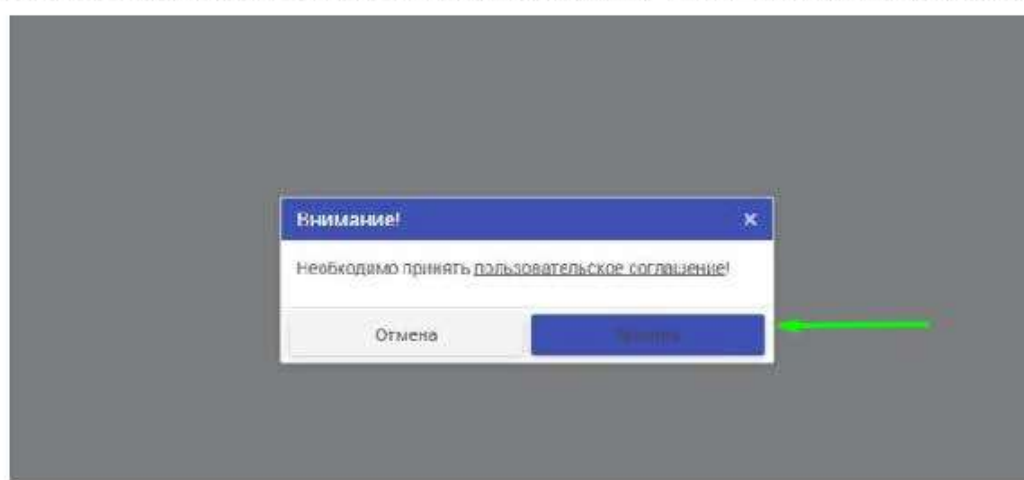 Внимание!
Необходимо принять пользовательское соглашение!
Отмена